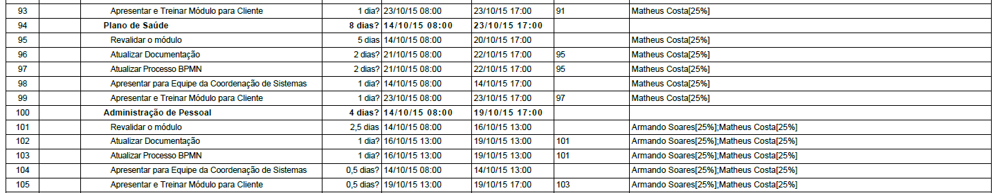 93 Apresentar e Treinar Módulo para Cliente 1 dia? 23/10/15 08:00 23/10/15 17:00 91 Matheus Costa[25%]
94 Plano de Saúde 8 dias? 14/10/15 08:00 23/10/15 17:00
95 Revalidar o módulo 5 dias 14/10/15 08:00 20/10/15 17:00 Matheus Costa[25%]
96 Atualizar Documentação 2 dias? 21/10/15 08:00 22/10/15 17:00 95 Matheus Costa[25%]
97 Atualizar Processo BPMN 2 dias? 21/10/15 08:00 22/10/15 17:00 95 Matheus Costa[25%]
98 Apresentar para Equipe da Coordenação de Sistemas 1 dia? 14/10/15 08:00 14/10/15 17:00 Matheus Costa[25%]
99 Apresentar e Treinar Módulo para Cliente 1 dia? 23/10/15 08:00 23/10/15 17:00 97 Matheus Costa[25%]
100 Administração de Pessoal 4 dias? 14/10/15 08:00 19/10/15 17:00
101 Revalidar o módulo 2,5 dias 14/10/15 08:00 16/10/15 13:00 Armando Soares[25%];Matheus Costa[25%]
102 Atualizar Documentação 1 dia? 16/10/15 13:00 19/10/15 13:00 101 Armando Soares[25%];Matheus Costa[25%]
103 Atualizar Processo BPMN 1 dia? 16/10/15 13:00 19/10/15 13:00 101 Armando Soares[25%];Matheus Costa[25%]
104 Apresentar para Equipe da Coordenação de Sistemas 0,5 dias? 14/10/15 08:00 14/10/15 13:00 Armando Soares[25%];Matheus Costa[25%]
105 Apresentar e Treinar Módulo para Cliente 0,5 dias? 19/10/15 13:00 19/10/15 17:00 103 Armando Soares[25%];Matheus Costa[25%]